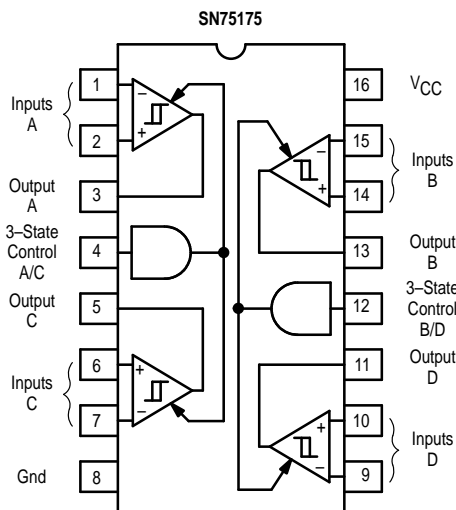 SN75175
1
Inputs
A
2
Output
A
3
3–State
Control
A/C
4
Output
C
5
6
Inputs
C
7
Gnd
8
16
VCC
15
Inputs
B
14
13
Output
B
12
3–State
Control
B/D
11
Output
D
10
Inputs
D
9
−
+
+
−
−
+
+
−